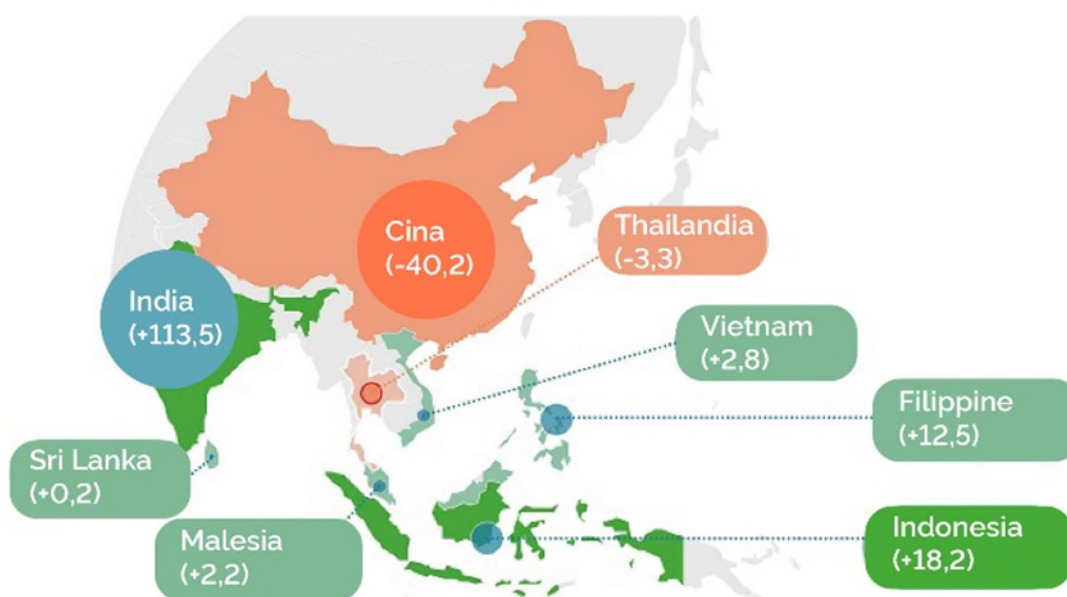 Cina
(-40,2)
Thailandia
(-3,3)
India
(+113,5)
Vietnam
(+2,8)
Filippine
(+12,5)
Sri Lanka
(+0,2)
Malesia
(+2,2)
Indonesia
(+18,2)